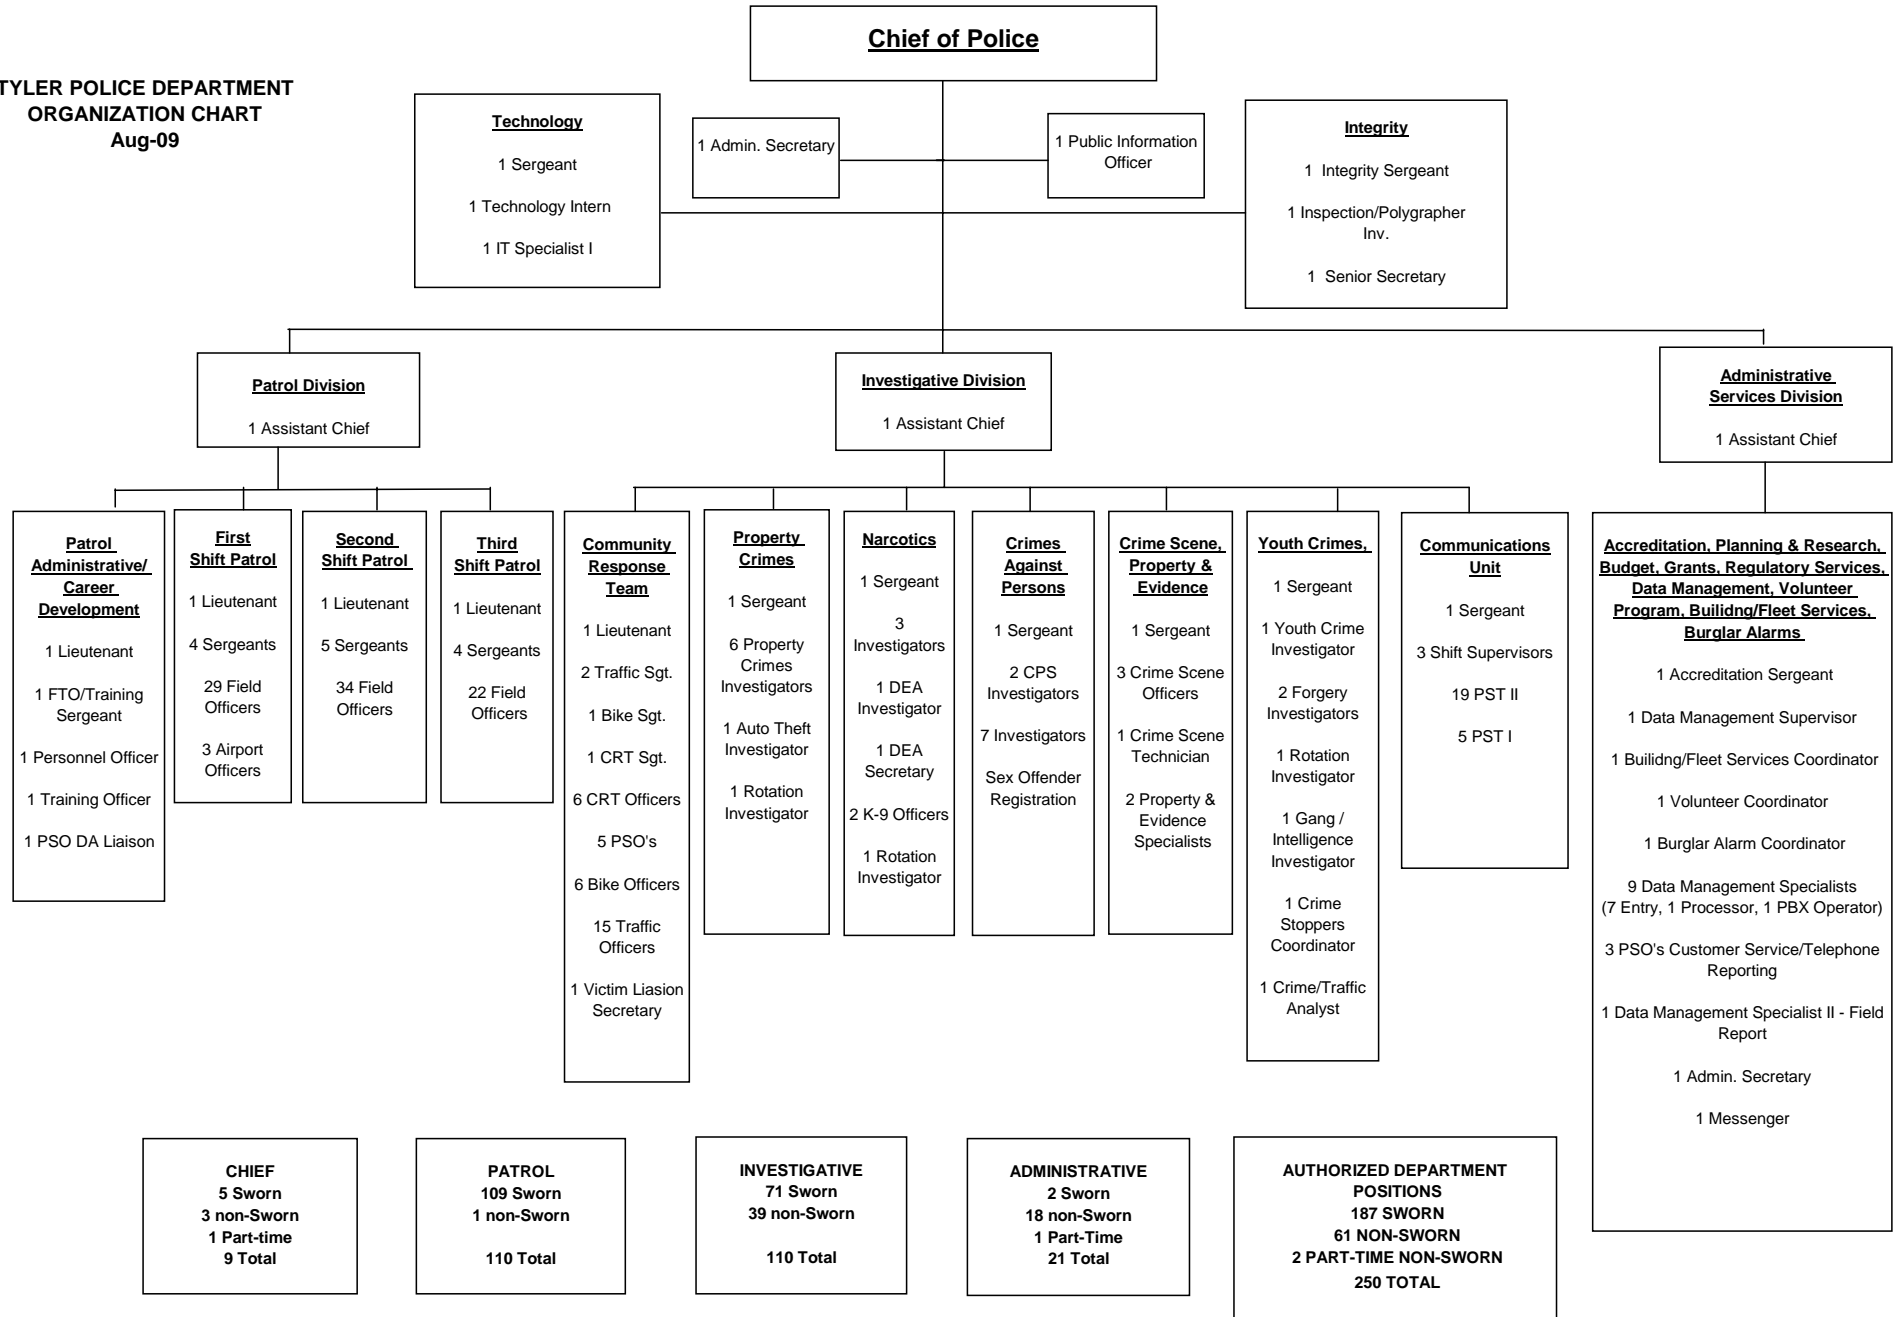 Chief of Police
TYLER POLICE DEPARTMENT
ORGANIZATION CHART
Aug-09
Technology
1 Sergeant
1 Technology Intern
1 IT Specialist I
1 Admin. Secretary
1 Public Information
Officer
Integrity
1 Integrity Sergeant
1 Inspection/Polygrapher
Inv.
1 Senior Secretary
Patrol Division
1 Assistant Chief
Investigative Division
1 Assistant Chief
Administrative
Services Division
1 Assistant Chief
Patrol
Administrative/
Career
Development
1 Lieutenant
1 FTO/Training
Sergeant
1 Personnel Officer
1 Training Officer
1 PSO DA Liaison
First
Shift Patrol
1 Lieutenant
4 Sergeants
29 Field
Officers
3 Airport
Officers
Second
Shift Patrol
1 Lieutenant
5 Sergeants
34 Field
Officers
Third
Shift Patrol
1 Lieutenant
4 Sergeants
22 Field
Officers
Community
Response
Team
1 Lieutenant
2 Traffic Sgt.
1 Bike Sgt.
1 CRT Sgt.
6 CRT Officers
5 PSO's
6 Bike Officers
15 Traffic
Officers
1 Victim Liasion
Secretary
Property
Crimes
1 Sergeant
6 Property
Crimes
Investigators
1 Auto Theft
Investigator
1 Rotation
Investigator
Narcotics
1 Sergeant
3
Investigators
1 DEA
Investigator
1 DEA
Secretary
2 K-9 Officers
1 Rotation
Investigator
Crimes
Against
Persons
1 Sergeant
2 CPS
Investigators
7 Investigators
Sex Offender
Registration
Crime Scene,
Property &
Evidence
1 Sergeant
3 Crime Scene
Officers
1 Crime Scene
Technician
2 Property &
Evidence
Specialists
Youth Crimes,
1 Sergeant
1 Youth Crime
Investigator
2 Forgery
Investigators
1 Rotation
Investigator
1 Gang /
Intelligence
Investigator
1 Crime
Stoppers
Coordinator
1 Crime/Traffic
Analyst
Communications
Unit
1 Sergeant
3 Shift Supervisors
19 PST II
5 PST I
Accreditation, Planning & Research,
Budget, Grants, Regulatory Services,
Data Management, Volunteer
Program, Builidng/Fleet Services,
Burglar Alarms
1 Accreditation Sergeant
1 Data Management Supervisor
1 Builidng/Fleet Services Coordinator
1 Volunteer Coordinator
1 Burglar Alarm Coordinator
9 Data Management Specialists
(7 Entry, 1 Processor, 1 PBX Operator)
3 PSO's Customer Service/Telephone
Reporting
1 Data Management Specialist II - Field
Report
1 Admin. Secretary
1 Messenger
CHIEF
5 Sworn
3 non-Sworn
1 Part-time
9 Total
PATROL
109 Sworn
1 non-Sworn
110 Total
INVESTIGATIVE
71 Sworn
39 non-Sworn
110 Total
ADMINISTRATIVE
2 Sworn
18 non-Sworn
1 Part-Time
21 Total
AUTHORIZED DEPARTMENT
POSITIONS
187 SWORN
61 NON-SWORN
2 PART-TIME NON-SWORN
250 TOTAL